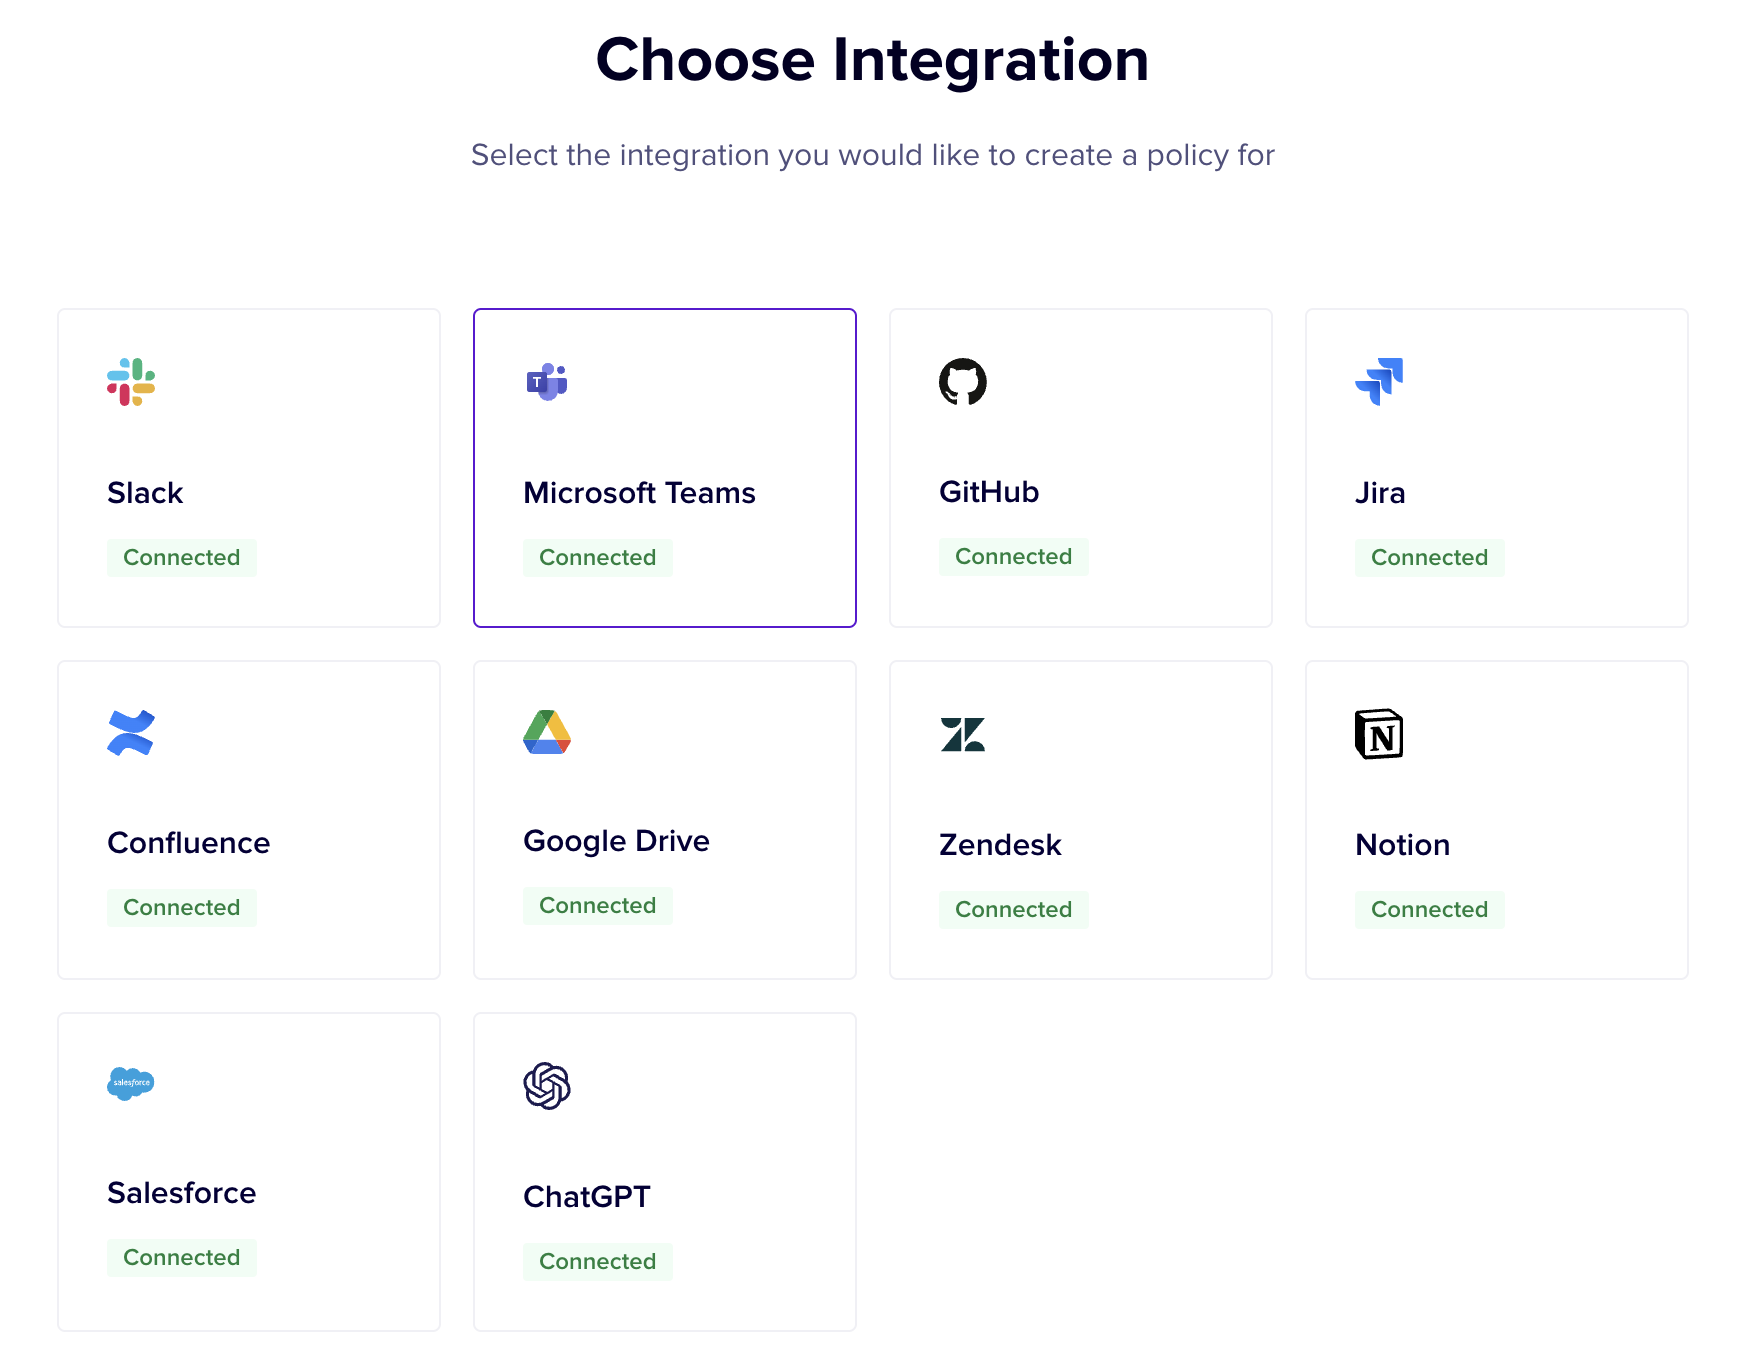 Choose Integration
Select the integration you would like to create a policy for
T
Slack
Connected
Microsoft Teams
Connected
GitHub
Connected
Jira
Connected
Confluence
Connected
Google Drive
Connected
Zendesk
Connected
N
Notion
Connected
salesforce
Salesforce
Connected
ChatGPT
Connected